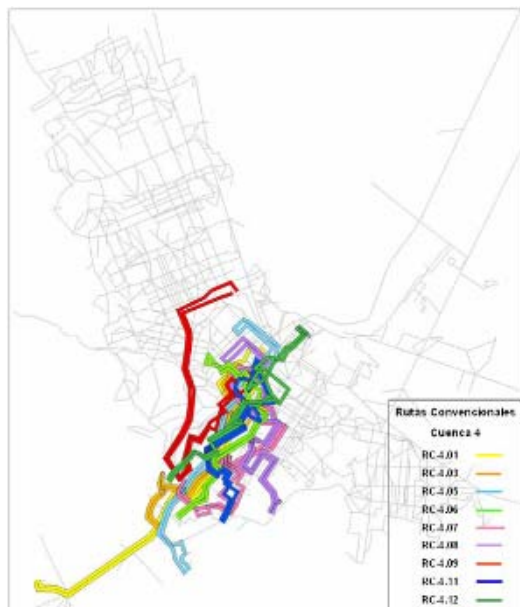 Rutas Convencionales
Cuenca 4
RC-4.01
RC-4.03
RC-4.05
RC-4.06
RC-4.07
RC-4.08
RC-4.09
RC-4.11
RC-4.12